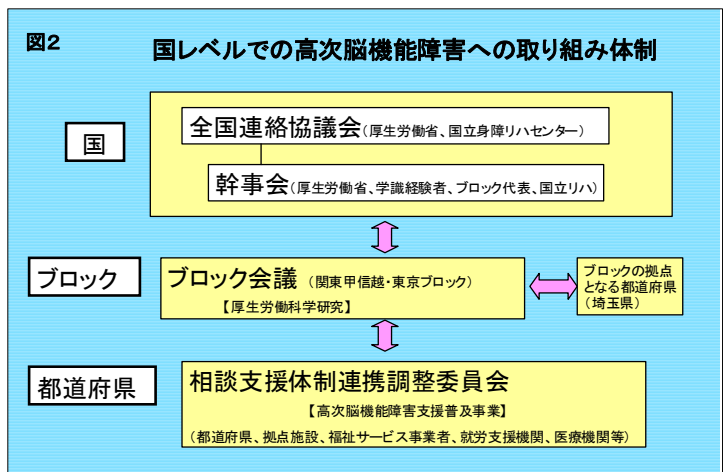 図2
国レベルでの高次脳機能障害への取り組み体制
国
全国連絡協議会(厚生労働省、国立身障リハセンター)
幹事会(厚生労働省、学識経験者、ブロック代表、国立リハ)
ブロック
ブロック会議 (関東甲信越・東京ブロック)
【厚生労働科学研究】
ブロックの拠点
となる都道府県
(埼玉県)
都道府県
相談支援体制連携調整委員会
【高次脳機能障害支援普及事業】
(都道府県、拠点施設、福祉サービス事業者、就労支援機関、医療機関等)